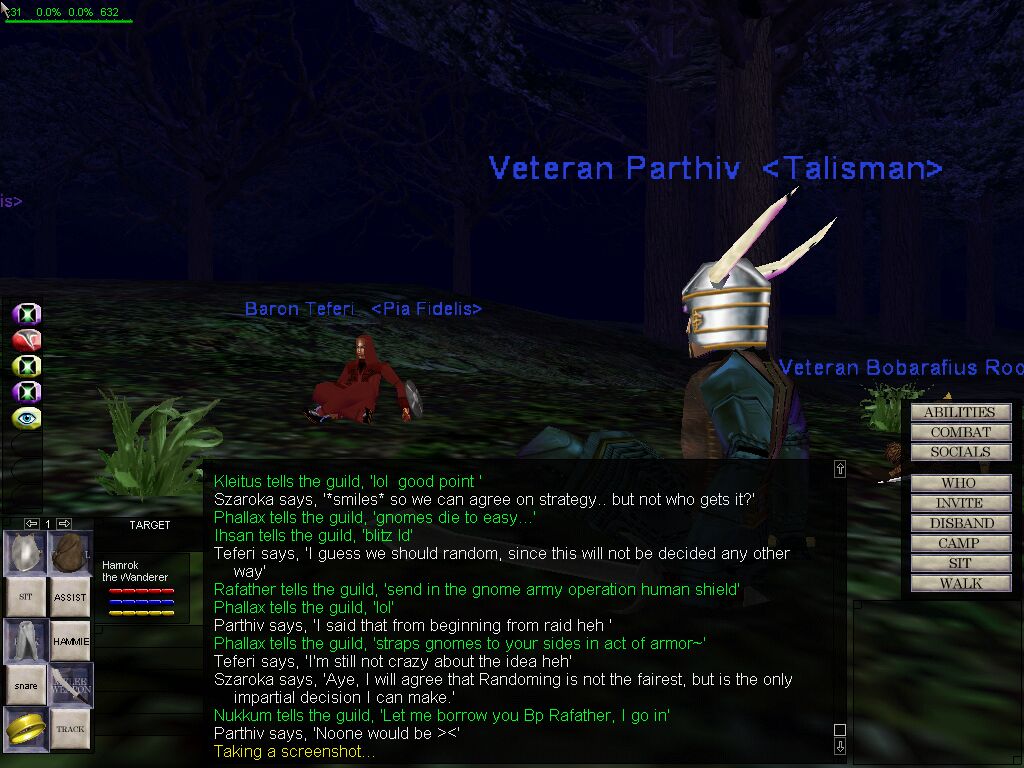 631 0.0% 0.0% 632
Veteran Parthiv <Talisman>
is>
Baron Teferi <Pia Fidelis>
Veteran Bobarafius Roo
ABILITIES
COMBAT
SOCIALS
WHO
INVITE
DISBAND
CAMP
SIT
WALK
Kleitus tells the guild, 'lol good point '
Szaroka says, '*smiles* so we can agree on strategy.. but not who gets it?'
Phallax tells the guild, 'gnomes die to easy...'
Ihsan tells the guild, 'blitz ld'
Teferi says, 'I guess we should random, since this will not be decided any other
way'
Rafather tells the guild, 'send in the gnome army operation human shield'
Phallax tells the guild, 'lol'
Parthiv says, 'I said that from beginning from raid heh '
Phallax tells the guild, 'straps gnomes to your sides in act of armor~'
Teferi says, 'I'm still not crazy about the idea heh'
Szaroka says, 'Aye, I will agree that Randoming is not the fairest, but is the only
impartial decision I can make.'
Nukkum tells the guild, 'Let me borrow you Bp Rafather, I go in'
Parthiv says, 'Noone would be ><'
Taking a screenshot...
1
TARGET
Hamrok
the Wanderer
SIT
ASSIST
HAMMIE
snare
TRACK